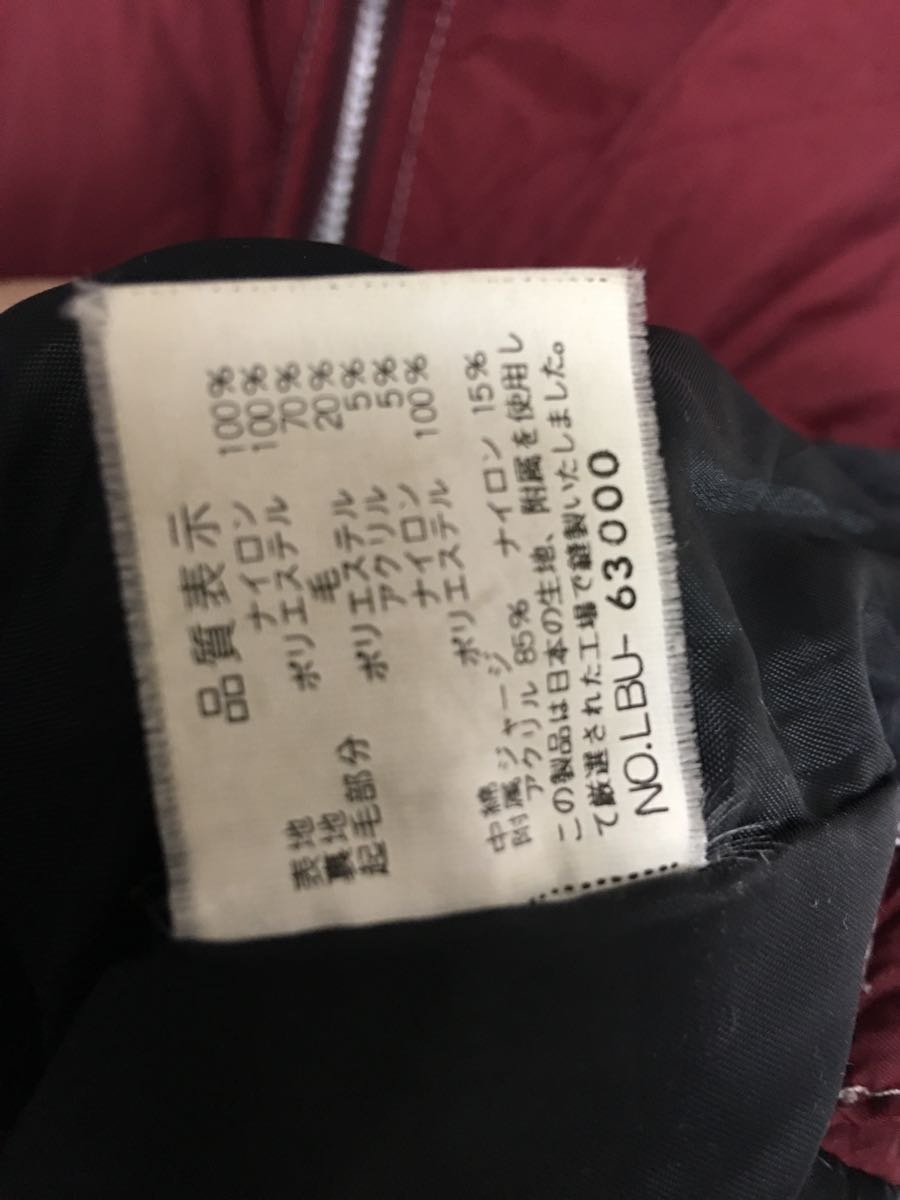 品質表示
表地 ナイロン 100%
裏地 ポリエステル 100%
起毛部分 毛 70%
ポリエステル 20%
アクリル 5%
ナイロン 5%
中綿 ポリエステル 100%
附属ジャージ
アクリル 85% ナイロン 15%
この製品は日本の生地、附属を使用し
て厳選された工場で縫製いたしました。
NO.LBU-63000